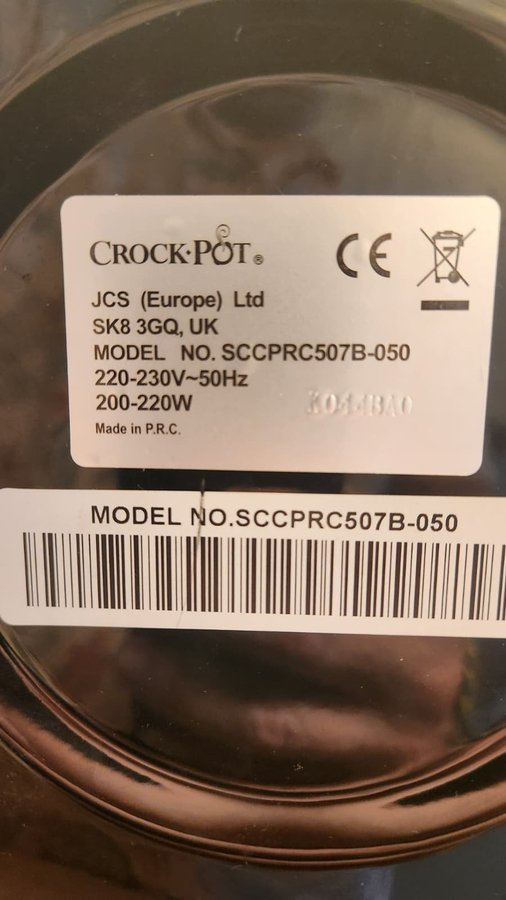 CROCK·POT®
CE
JCS (Europe) Ltd
SK8 3GQ, UK
MODEL NO. SCCPRC507B-050
220-230V~50Hz
200-220W
K044BA0
Made in P.R.C.
MODEL NO.SCCPRC507B-050